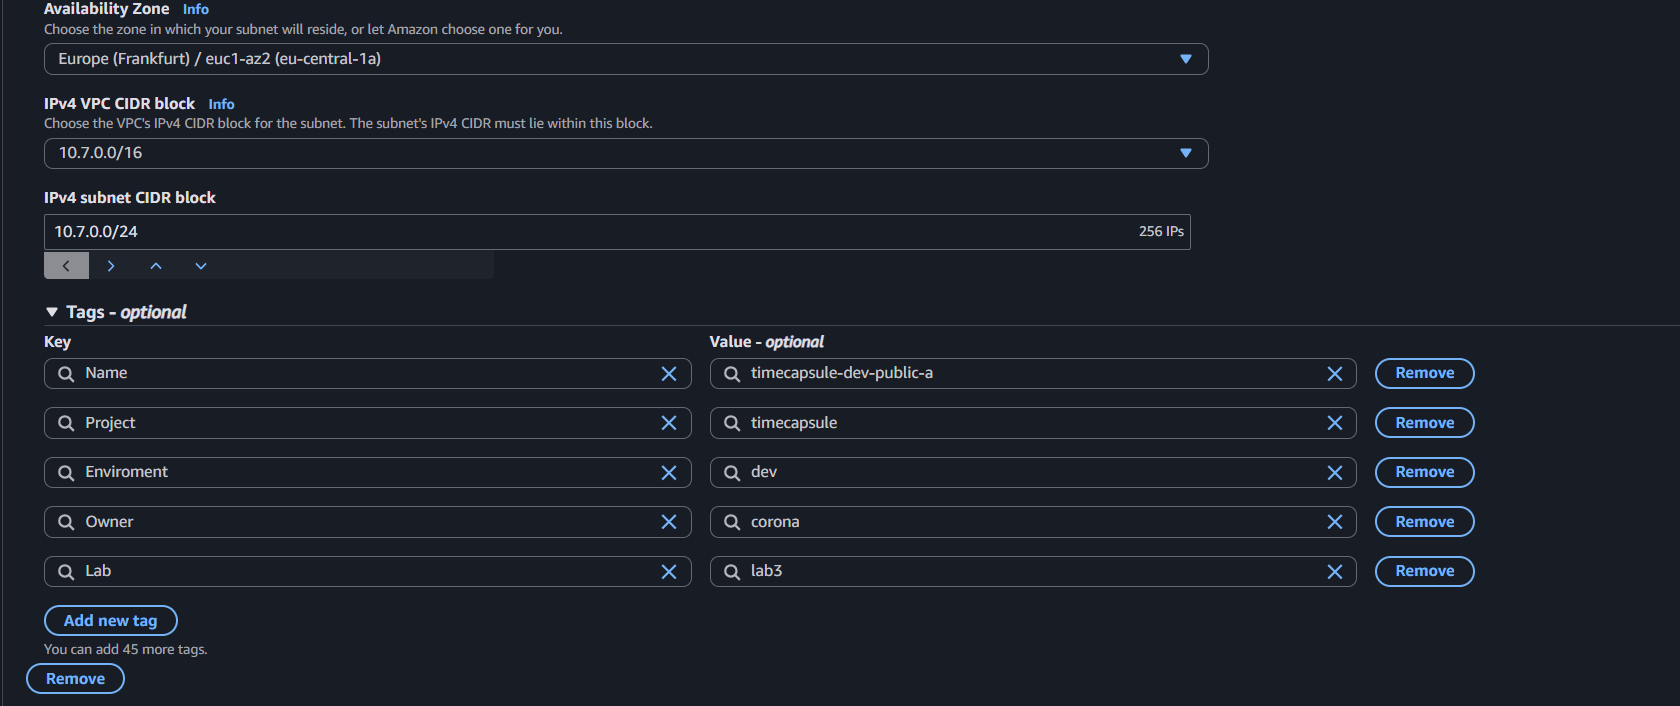 Availability Zone Info
Choose the zone in which your subnet will reside, or let Amazon choose one for you.
Europe (Frankfurt) / euc1-az2 (eu-central-1a)
IPv4 VPC CIDR block Info
Choose the VPC's IPv4 CIDR block for the subnet. The subnet's IPv4 CIDR must lie within this block.
10.7.0.0/16
IPv4 subnet CIDR block
10.7.0.0/24 256 IPs
Tags - optional
Key Value - optional
Name timecapsule-dev-public-a Remove
Project timecapsule Remove
Enviroment dev Remove
Owner corona Remove
Lab lab3 Remove
Add new tag
You can add 45 more tags.
Remove